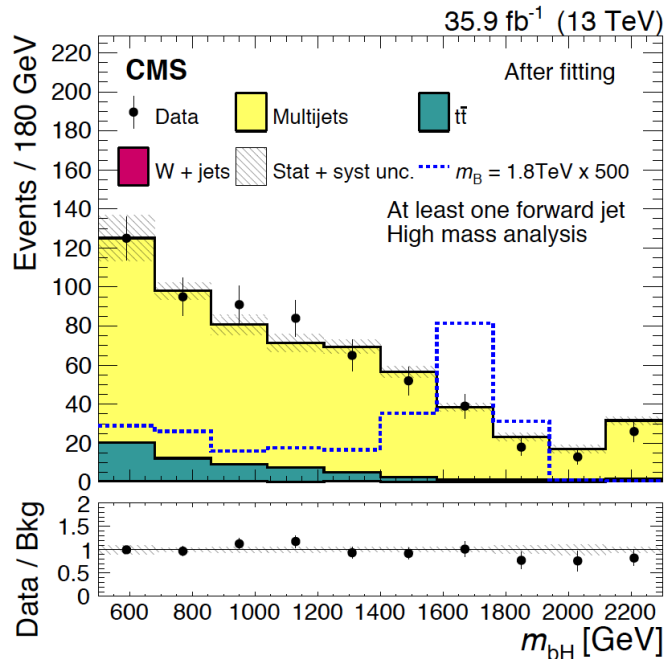 35.9 fb⁻¹ (13 TeV)
CMS
After fitting
Data
Multijets
tt̄
W + jets
Stat + syst unc.
m_B = 1.8TeV x 500
At least one forward jet
High mass analysis
Events / 180 GeV
220
200
180
160
140
120
100
80
60
40
20
0
Data / Bkg
2
1.5
1
0.5
0
600 800 1000 1200 1400 1600 1800 2000 2200
m_bH [GeV]